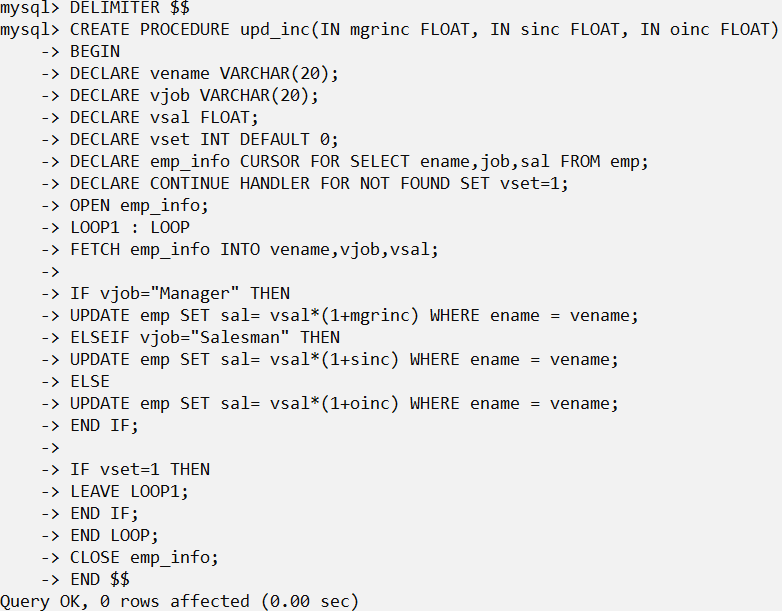 mysql> DELIMITER $$
mysql> CREATE PROCEDURE upd_inc(IN mgrinc FLOAT, IN sinc FLOAT, IN oinc FLOAT)
    -> BEGIN
    -> DECLARE vename VARCHAR(20);
    -> DECLARE vjob VARCHAR(20);
    -> DECLARE vsal FLOAT;
    -> DECLARE vset INT DEFAULT 0;
    -> DECLARE emp_info CURSOR FOR SELECT ename,job,sal FROM emp;
    -> DECLARE CONTINUE HANDLER FOR NOT FOUND SET vset=1;
    -> OPEN emp_info;
    -> LOOP1 : LOOP
    -> FETCH emp_info INTO vename,vjob,vsal;
    ->
    -> IF vjob="Manager" THEN
    -> UPDATE emp SET sal= vsal*(1+mgrinc) WHERE ename = vename;
    -> ELSEIF vjob="Salesman" THEN
    -> UPDATE emp SET sal= vsal*(1+sinc) WHERE ename = vename;
    -> ELSE
    -> UPDATE emp SET sal= vsal*(1+oinc) WHERE ename = vename;
    -> END IF;
    ->
    -> IF vset=1 THEN
    -> LEAVE LOOP1;
    -> END IF;
    -> END LOOP;
    -> CLOSE emp_info;
    -> END $$
Query OK, 0 rows affected (0.00 sec)